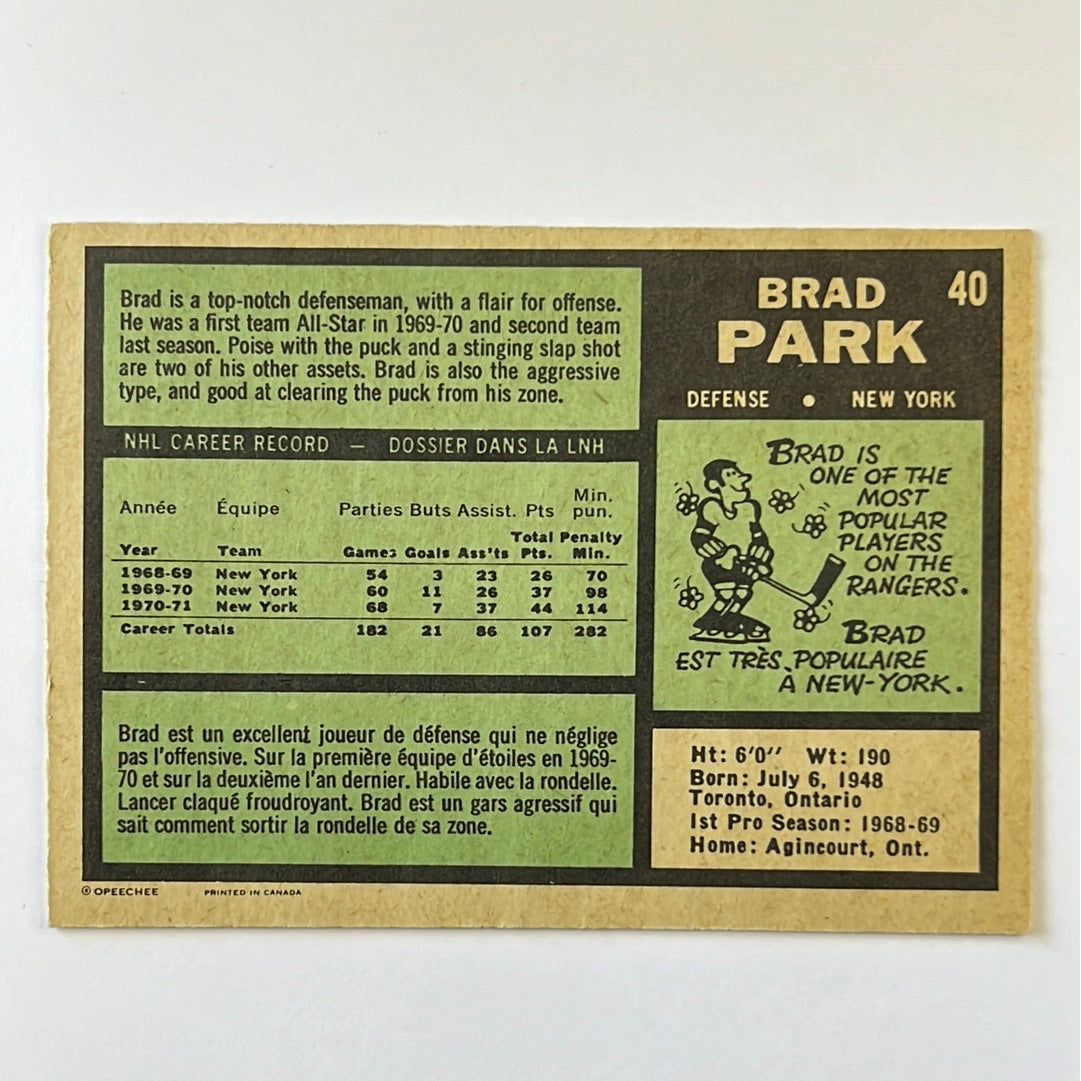 Brad is a top-notch defenseman, with a flair for offense.
He was a first team All-Star in 1969-70 and second team
last season. Poise with the puck and a stinging slap shot
are two of his other assets. Brad is also the aggressive
type, and good at clearing the puck from his zone.
NHL CAREER RECORD — DOSSIER DANS LA LNH
Année Équipe Parties Buts Assist. Pts Min. pun.
Year Team Games Goals Ass'ts Total Pts. Penalty Min.
1968-69 New York 54 3 23 26 70
1969-70 New York 60 11 26 37 98
1970-71 New York 68 7 37 44 114
Career Totals 182 21 86 107 282
Brad est un excellent joueur de défense qui ne néglige
pas l'offensive. Sur la première équipe d'étoiles en 1969-
70 et sur la deuxième l'an dernier. Habile avec la rondelle.
Lancer claqué froudroyant. Brad est un gars agressif qui
sait comment sortir la rondelle de sa zone.
© OPEECHEE PRINTED IN CANADA
40
BRAD
PARK
DEFENSE • NEW YORK
BRAD IS
ONE OF THE
MOST
POPULAR
PLAYERS
ON THE
RANGERS.
BRAD
EST TRÈS POPULAIRE
À NEW-YORK.
Ht: 6'0'' Wt: 190
Born: July 6, 1948
Toronto, Ontario
1st Pro Season: 1968-69
Home: Agincourt, Ont.